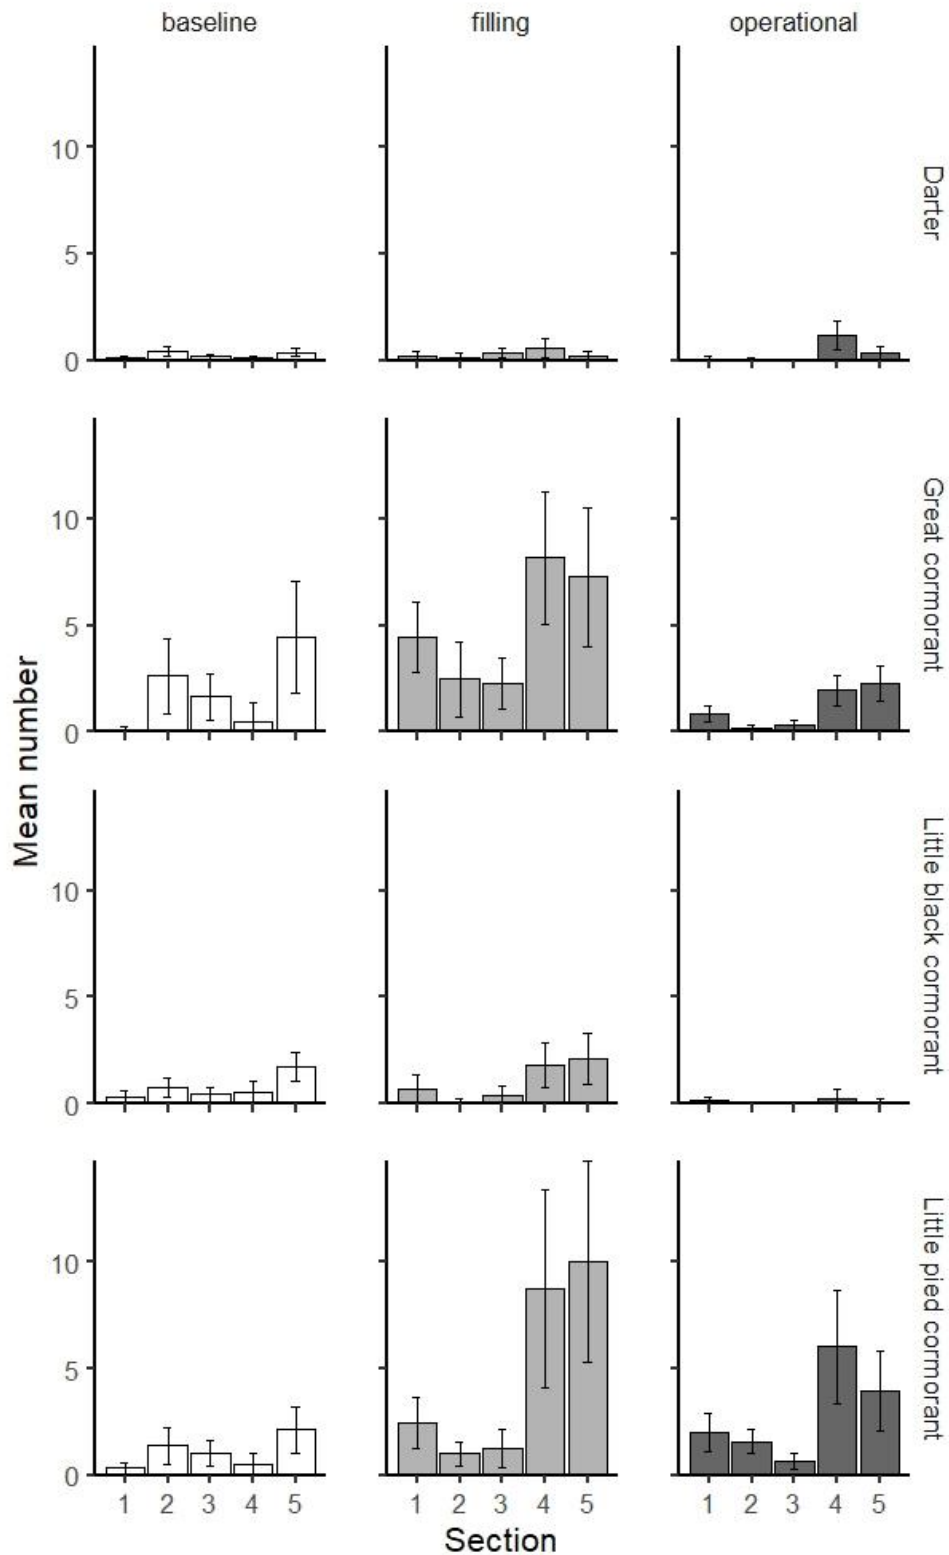 baseline filling operational
10
5
0
Darter
10
5
0
Great cormorant
Mean number
10
5
0
Little black cormorant
10
5
0
Little pied cormorant
1 2 3 4 5 1 2 3 4 5 1 2 3 4 5
Section